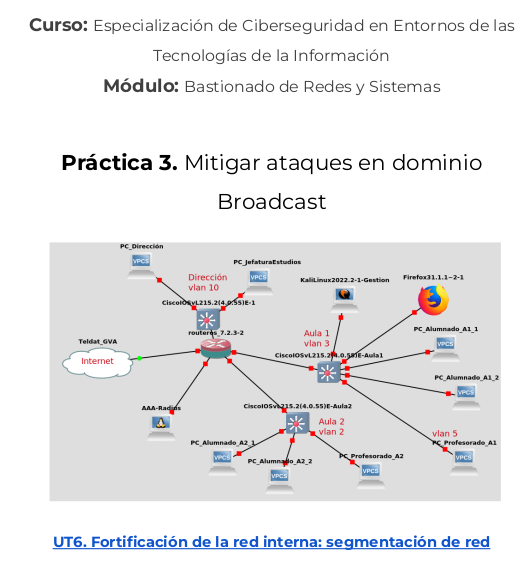 Curso: Especialización de Ciberseguridad en Entornos de las
Tecnologías de la Información
Módulo: Bastionado de Redes y Sistemas
Práctica 3. Mitigar ataques en dominio
Broadcast
PC_Dirección
VPCS
PC_JefaturaEstudios
VPCS
Dirección
vlan 10
KaliLinux2022.2-1-Gestion
Firefox31.1.1~2-1
CiscoIOSvL215.2(4.0.55)E-1
routeros_7.2.3-2
Teldat_GVA
Internet
Aula 1
vlan 3
PC_Alumnado_A1_1
VPCS
CiscoIOSvL215.2(4.0.55)E-Aula1
PC_Alumnado_A1_2
VPCS
AAA-Radius
CiscoIOSvL215.2(4.0.55)E-Aula2
Aula 2
vlan 2
vlan 5
PC_Profesorado_A1
VPCS
PC_Alumnado_A2_1
VPCS
PC_Alumnado_A2_2
VPCS
PC_Profesorado_A2
VPCS
UT6. Fortificación de la red interna: segmentación de red